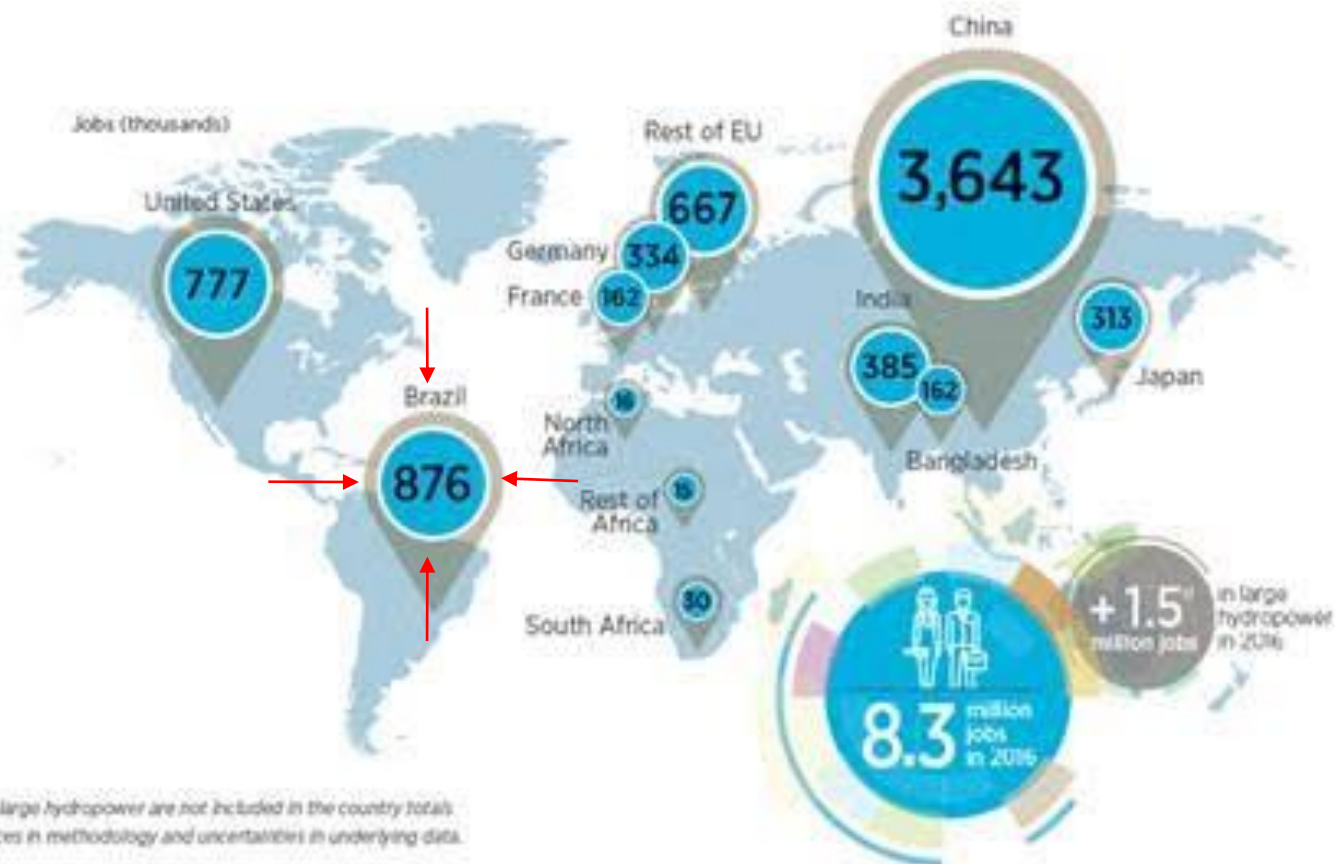 China
Jobs (thousands)
Rest of EU
3,643
United States
667
Germany
334
777
France
162
India
313
385
162
Japan
Brazil
16
North
Africa
876
Bangladesh
15
Rest of
Africa
30
South Africa
+1.5
million jobs
in large
hydropower
in 2016
8.3
million
jobs
in 2016
large hydropower are not included in the country totals
in methodology and uncertainties in underlying data.